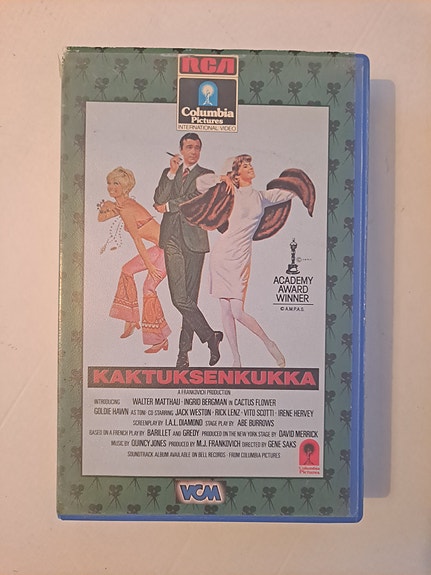 RCA
Columbia
Pictures
INTERNATIONAL VIDEO
ACADEMY
AWARD
WINNER
© A.M.P.A.S.
KAKTUKSENKUKKA
A FRANKOVICH PRODUCTION
INTRODUCING WALTER MATTHAU · INGRID BERGMAN IN CACTUS FLOWER
GOLDIE HAWN AS TONI · CO-STARRING JACK WESTON · RICK LENZ · VITO SCOTTI · IRENE HERVEY
SCREENPLAY BY I.A.L. DIAMOND STAGE PLAY BY ABE BURROWS
BASED ON A FRENCH PLAY BY BARILLET AND GREDY PRODUCED ON THE NEW YORK STAGE BY DAVID MERRICK
MUSIC BY QUINCY JONES PRODUCED BY M.J. FRANKOVICH DIRECTED BY GENE SAKS
SOUNDTRACK ALBUM AVAILABLE ON BELL RECORDS · FROM COLUMBIA PICTURES
Columbia
Pictures
VCM